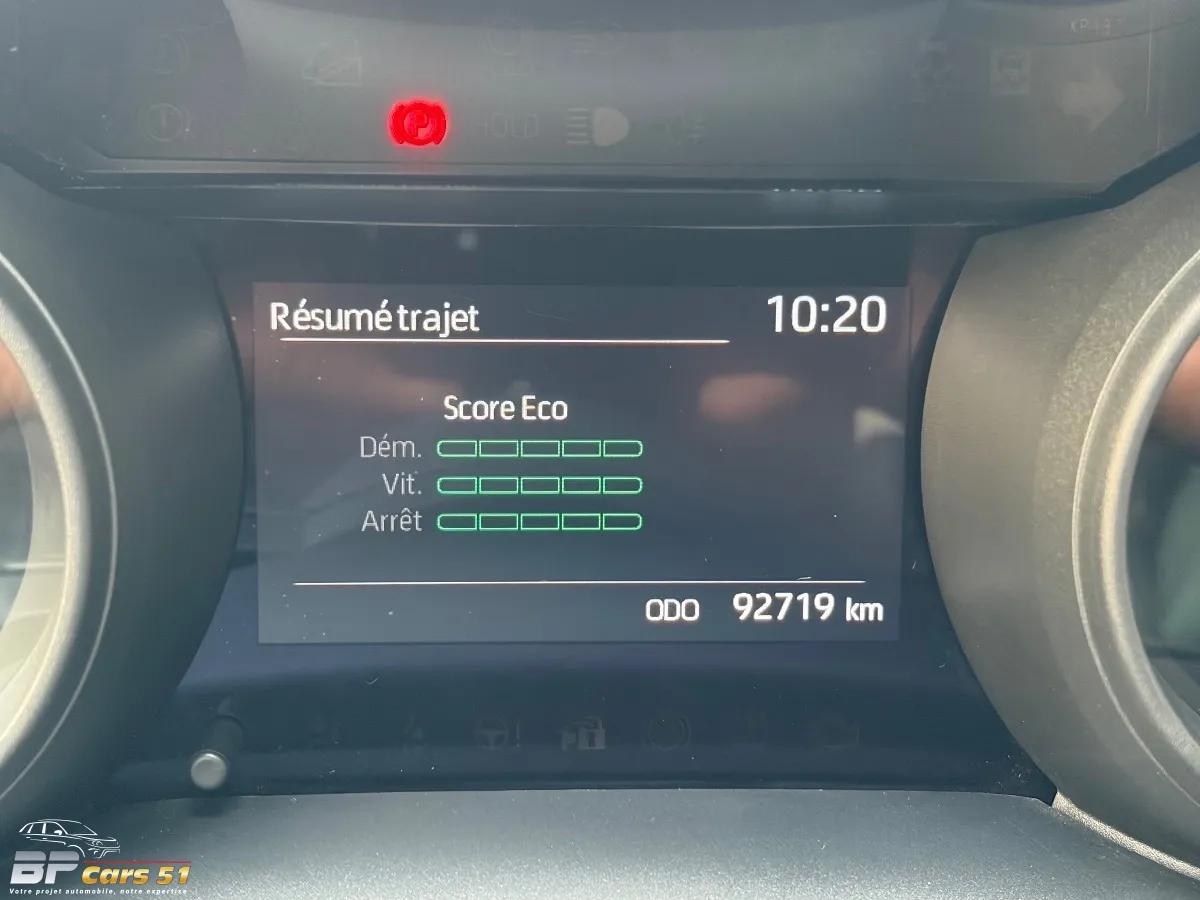 P
HOLD
Résumé trajet 10:20
Score Eco
Dém.
Vit.
Arrêt
ODO 92719 km
BP Cars 51
Votre projet automobile, notre expertise